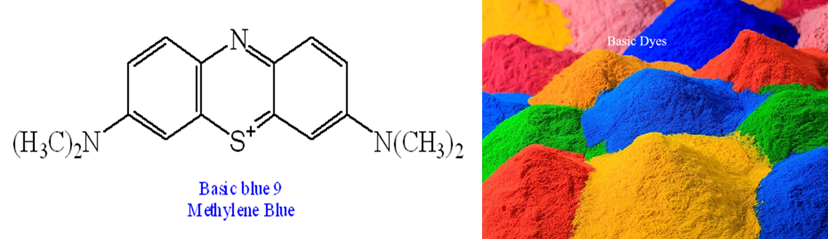 N
S+
(H3C)2N
N(CH3)2
Basic blue 9
Methylene Blue
Basic Dyes